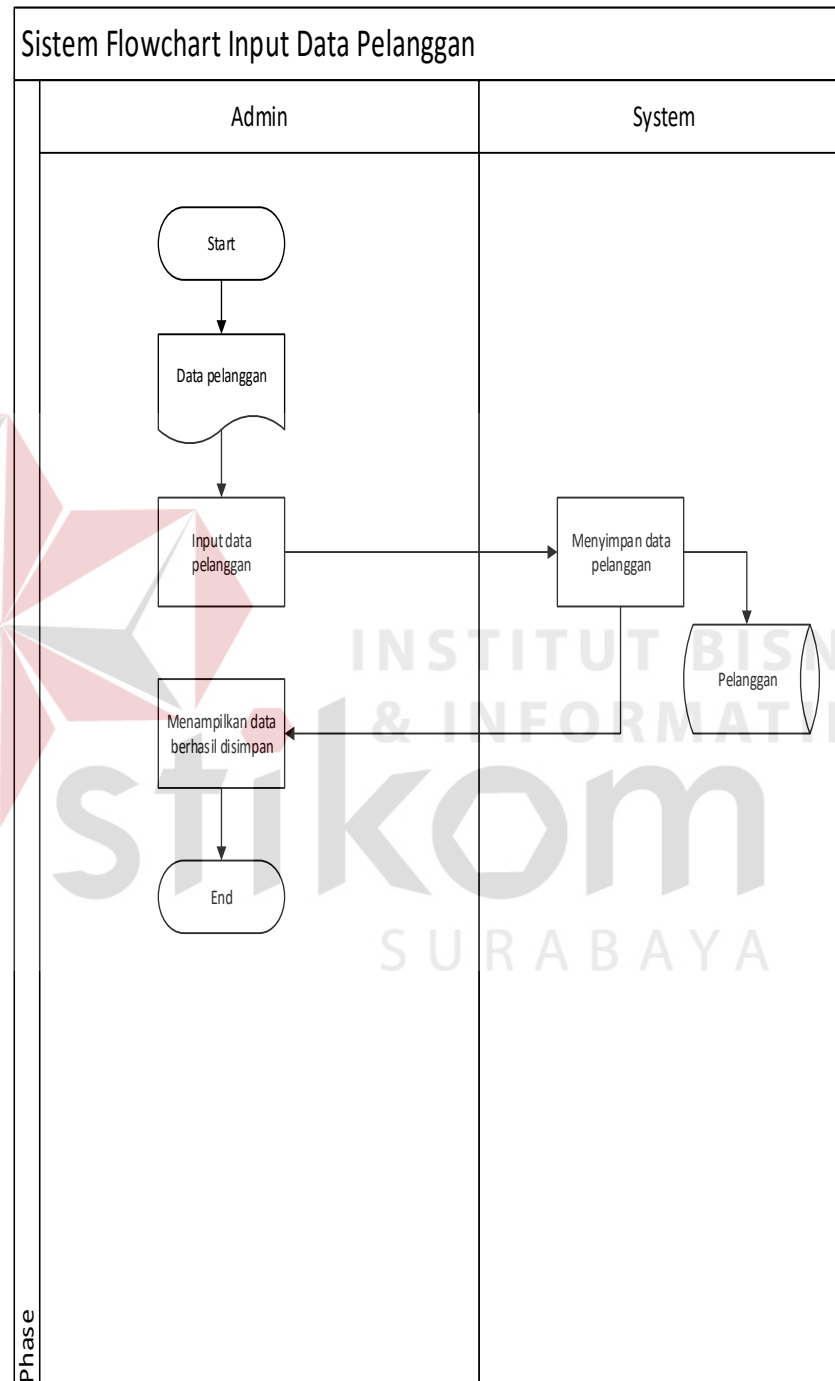 Sistem Flowchart Input Data Pelanggan
Admin
System
Start
Data pelanggan
Input data
pelanggan
Menyimpan data
pelanggan
Pelanggan
Menampilkan data
berhasil disimpan
End
Phase
INSTITUT BISN
& INFORMATI
stikom
SURABAYA